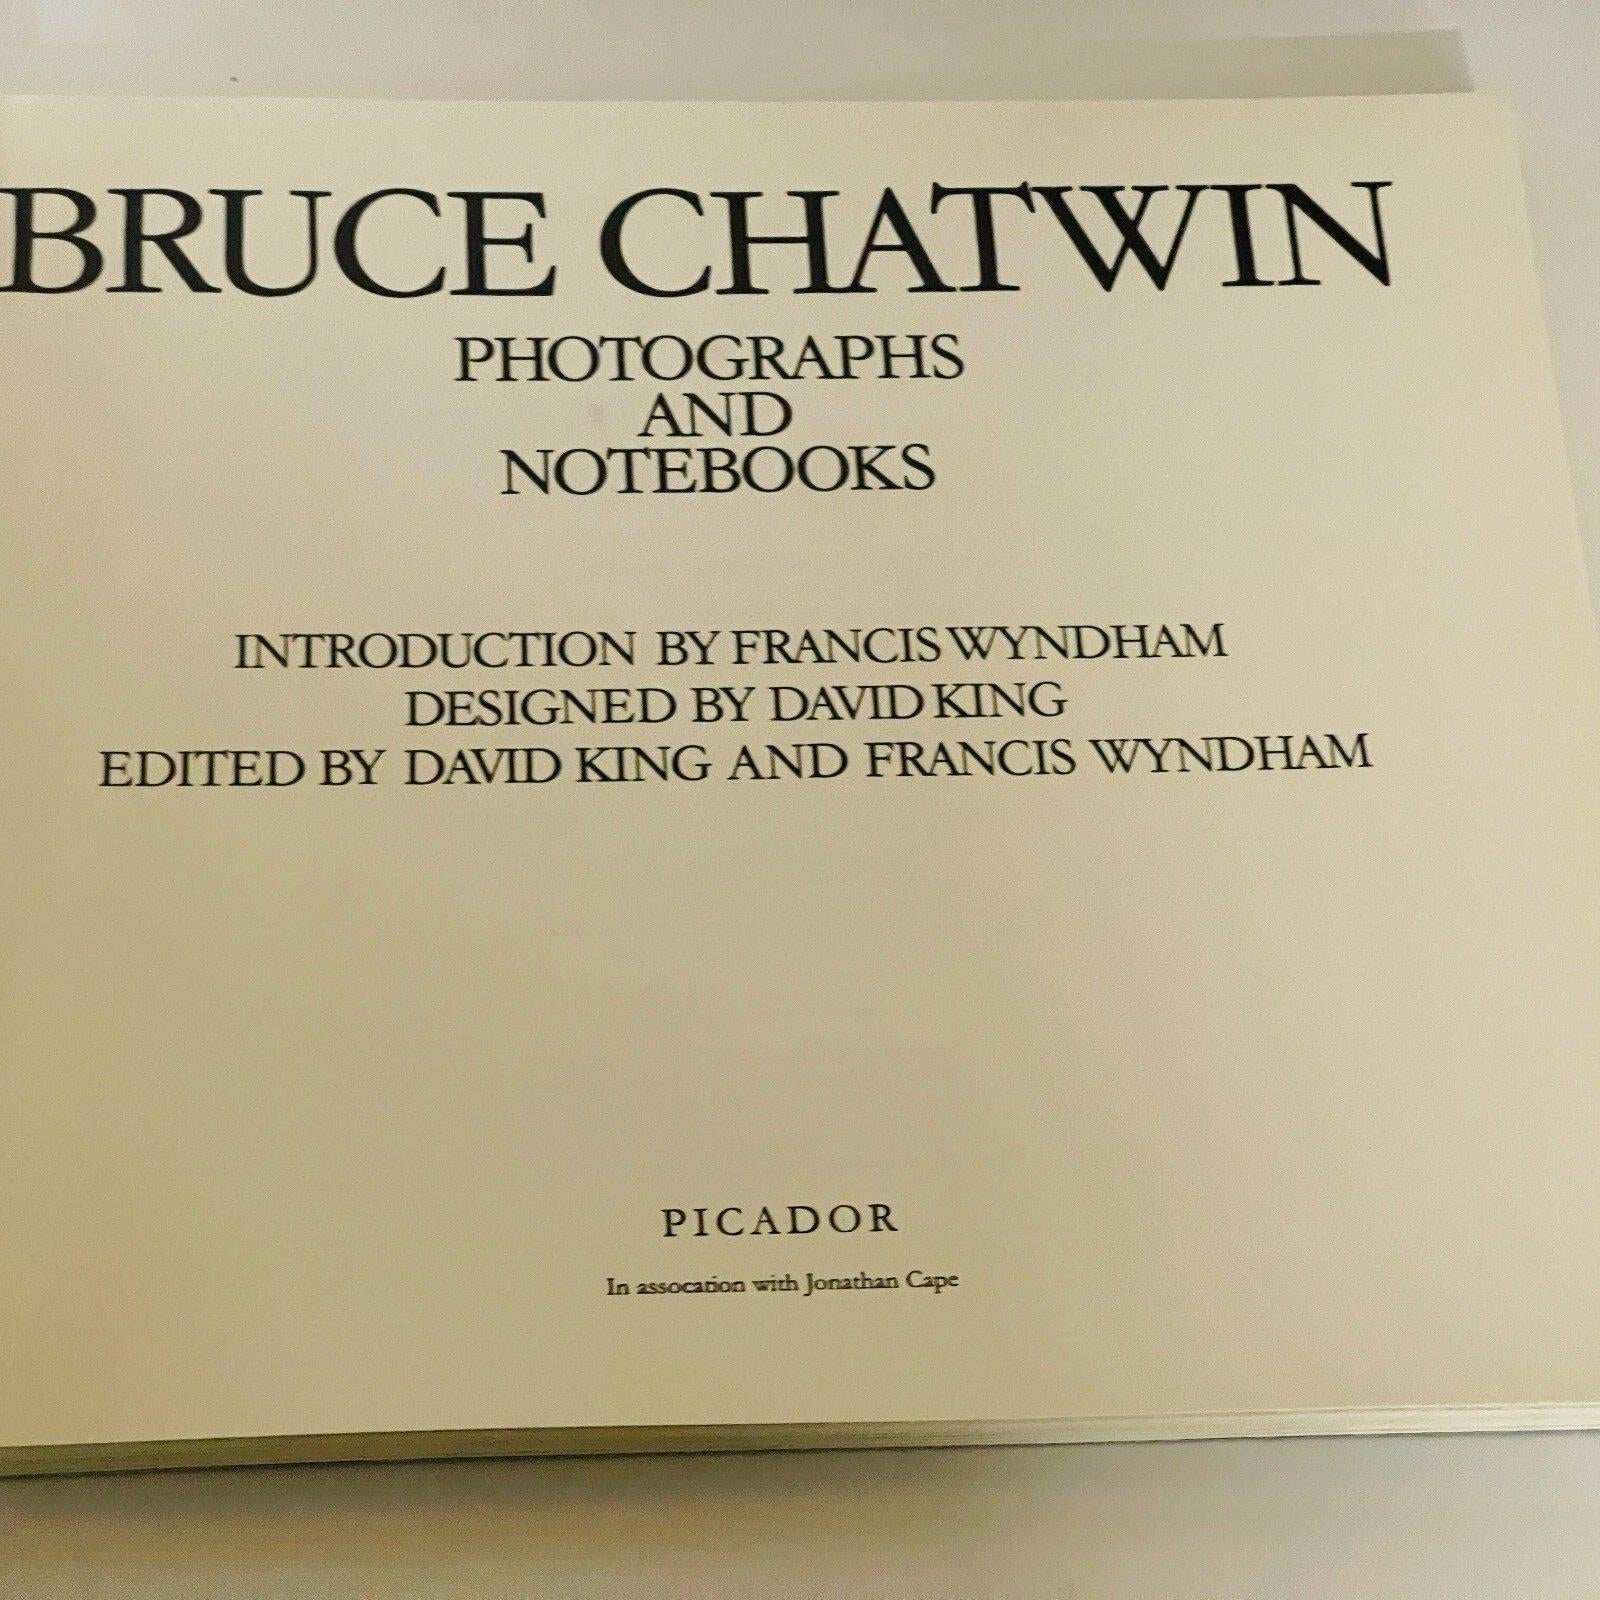 BRUCE CHATWIN
PHOTOGRAPHS
AND
NOTEBOOKS
INTRODUCTION BY FRANCIS WYNDHAM
DESIGNED BY DAVID KING
EDITED BY DAVID KING AND FRANCIS WYNDHAM
PICADOR
In assocation with Jonathan Cape